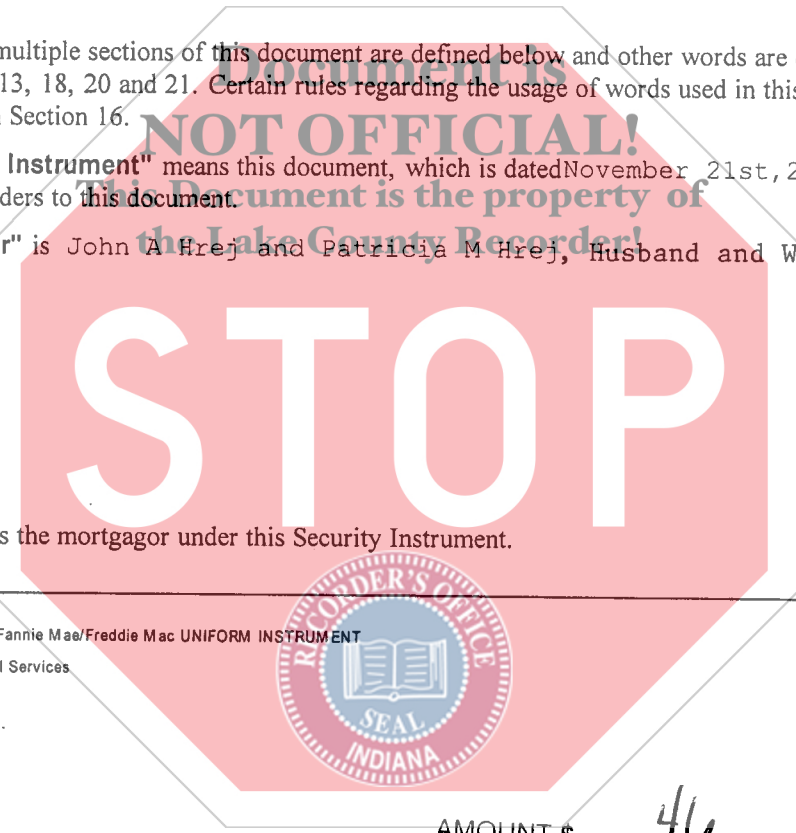 multiple sections of this document are defined below and other words are
Document is
13, 18, 20 and 21. Certain rules regarding the usage of words used in this
Section 16.
NOT OFFICIAL!
Instrument" means this document, which is dated November 21st, 2
This Document is the property of
ders to this document.
the Lake County Recorder!
r" is John A Hrej and Patricia M Hrej, Husband and W
STOP
s the mortgagor under this Security Instrument.
RECORDER'S OFFICE
Fannie Mae/Freddie Mac UNIFORM INSTRUMENT
l Services
SEAL
INDIANA
AMOUNT $